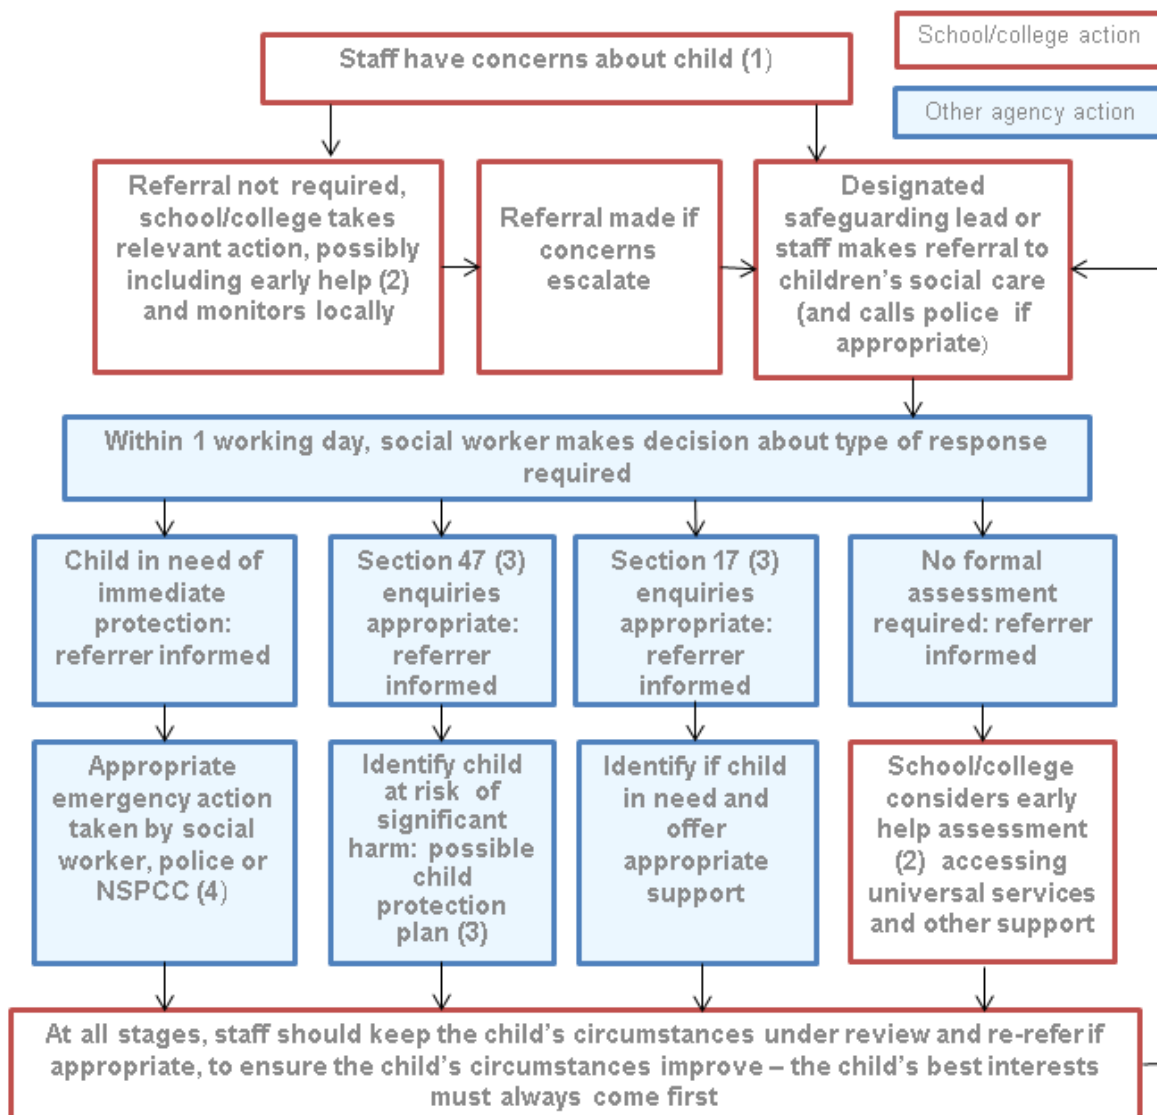 School/college action
Other agency action
Staff have concerns about child (1)
Referral not required,
school/college takes
relevant action, possibly
including early help (2)
and monitors locally
Referral made if
concerns
escalate
Designated
safeguarding lead or
staff makes referral to
children's social care
(and calls police if
appropriate)
Within 1 working day, social worker makes decision about type of response
required
Child in need of
immediate
protection:
referrer informed
Section 47 (3)
enquiries
appropriate:
referrer
informed
Section 17 (3)
enquiries
appropriate:
referrer
informed
No formal
assessment
required: referrer
informed
Appropriate
emergency action
taken by social
worker, police or
NSPCC (4)
Identify child
at risk of
significant
harm: possible
child
protection
plan (3)
Identify if child
in need and
offer
appropriate
support
School/college
considers early
help assessment
(2) accessing
universal services
and other support
At all stages, staff should keep the child's circumstances under review and re-refer if
appropriate, to ensure the child's circumstances improve – the child's best interests
must always come first